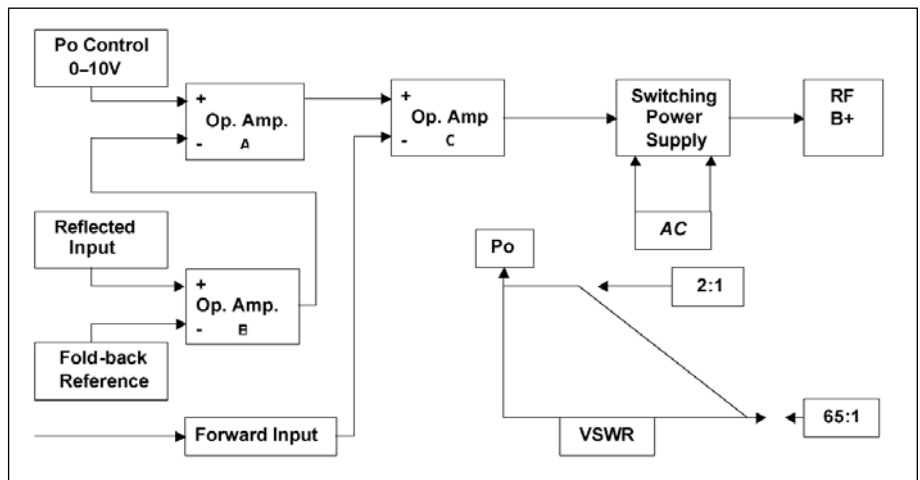 Po Control
0–10V
+
Op. Amp.
-
A
+
Op. Amp
-
C
Switching
Power
Supply
RF
B+
AC
Reflected
Input
+
Op. Amp.
-
B
Fold-back
Reference
Forward Input
Po
2:1
VSWR
65:1